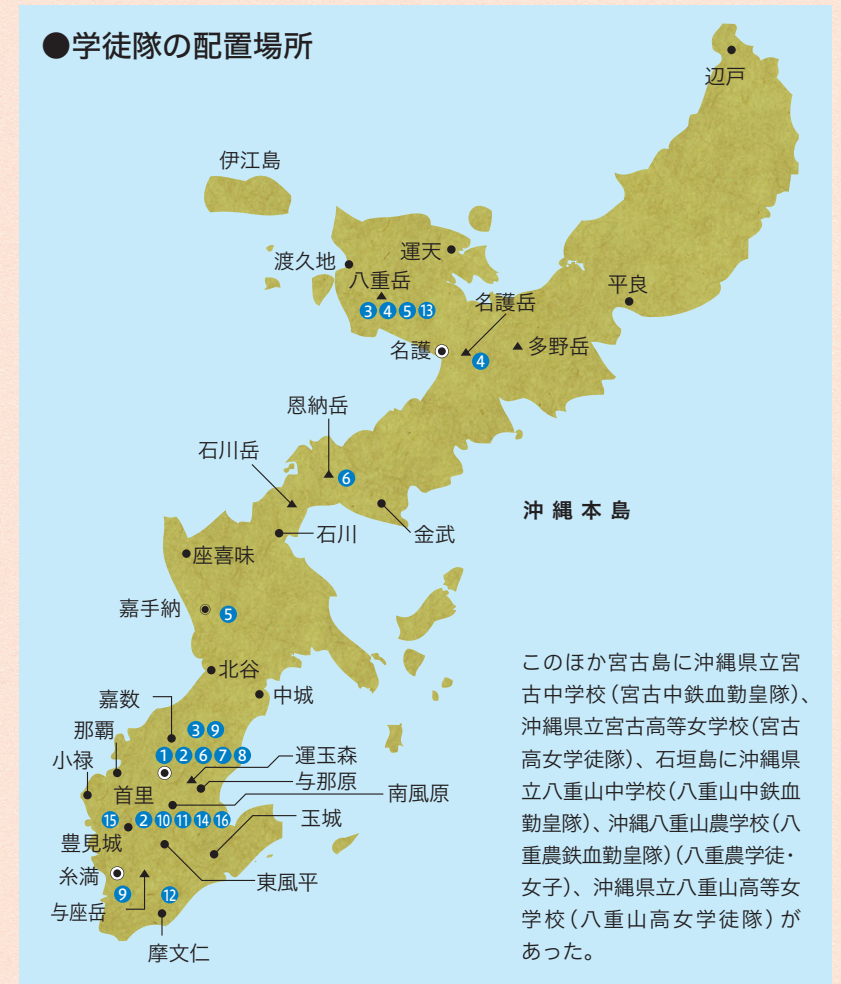 ●学徒隊の配置場所
辺戸
伊江島
運天
渡久地
八重岳
3 4 5 13
平良
名護岳
名護
4
多野岳
恩納岳
石川岳
6
沖縄本島
石川
金武
座喜味
嘉手納
5
北谷
中城
嘉数
3 9
那覇
1 2 6 7 8
小禄
運玉森
与那原
首里
南風原
15
2 10 11 14 16
玉城
豊見城
糸満
東風平
9
12
与座岳
摩文仁
このほか宮古島に沖縄県立宮
古中学校(宮古中鉄血勤皇隊)、
沖縄県立宮古高等女学校(宮古
高女学徒隊)、石垣島に沖縄県
立八重山中学校(八重山中鉄血
勤皇隊)、沖縄八重山農学校(八
重農鉄血勤皇隊)(八重農学徒・
女子)、沖縄県立八重山高等女
学校(八重山高女学徒隊)が
あった。